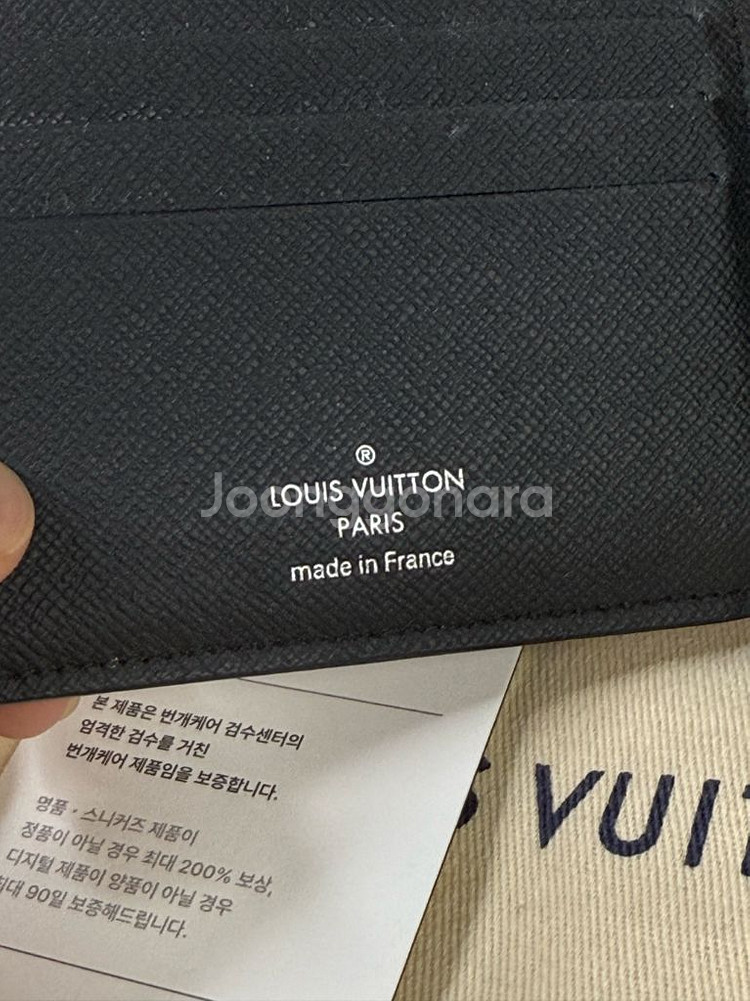 ®
LOUIS VUITTON
Joonggonara
PARIS
made in France
본 제품은 번개케어 검수센터의
엄격한 검수를 거친
번개케어 제품임을 보증합니다.
명품 · 스니커즈 제품이
정품이 아닐 경우 최대 200% 보상,
디지털 제품이 양품이 아닐 경우
최대 90일 보증해드립니다.
S VUIT